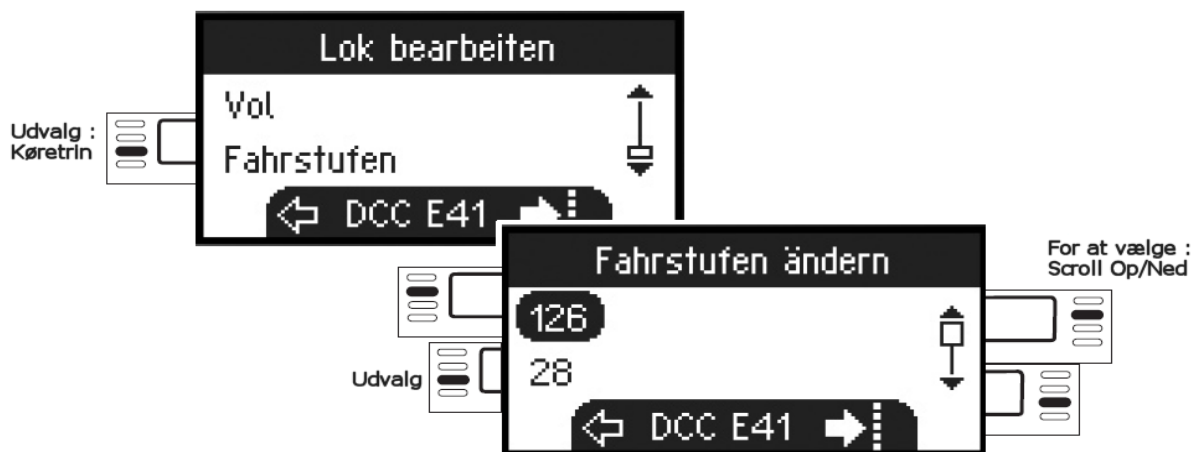 Lok bearbeiten
Vol
Udvalg :
Køretrin
Fahrstufen
DCC E41
Fahrstufen ändern
For at vælge :
Scroll Op/Ned
126
Udvalg
28
DCC E41